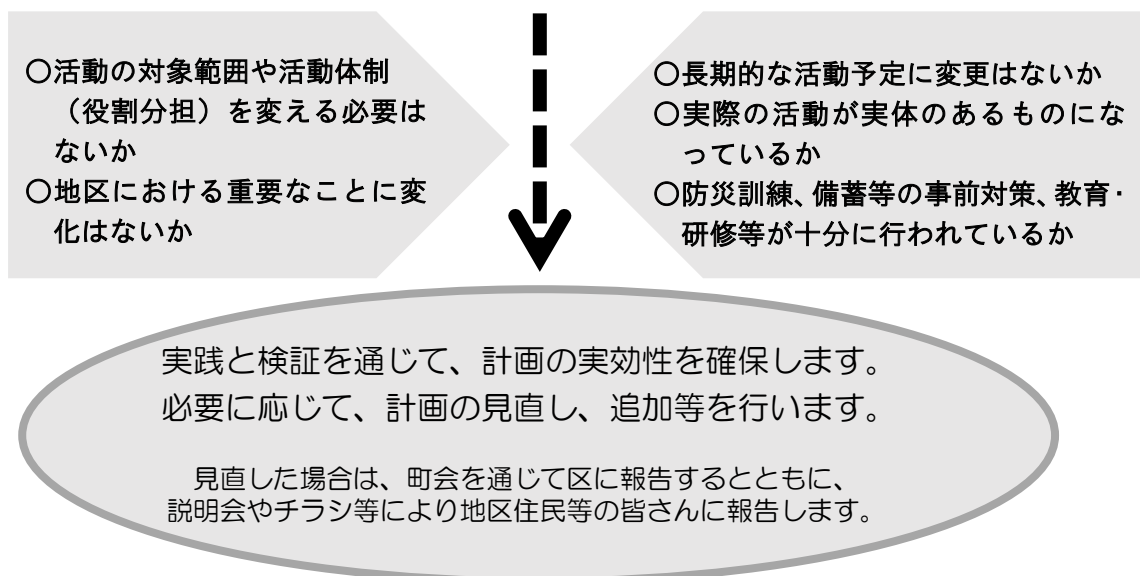 〇活動の対象範囲や活動体制
（役割分担）を変える必要は
ないか
〇地区における重要なことに変
化はないか
〇長期的な活動予定に変更はないか
〇実際の活動が実体のあるものにな
っているか
〇防災訓練、備蓄等の事前対策、教育・
研修等が十分に行われているか
実践と検証を通じて、計画の実効性を確保します。
必要に応じて、計画の見直し、追加等を行います。
見直した場合は、町会を通じて区に報告するとともに、
説明会やチラシ等により地区住民等の皆さんに報告します。